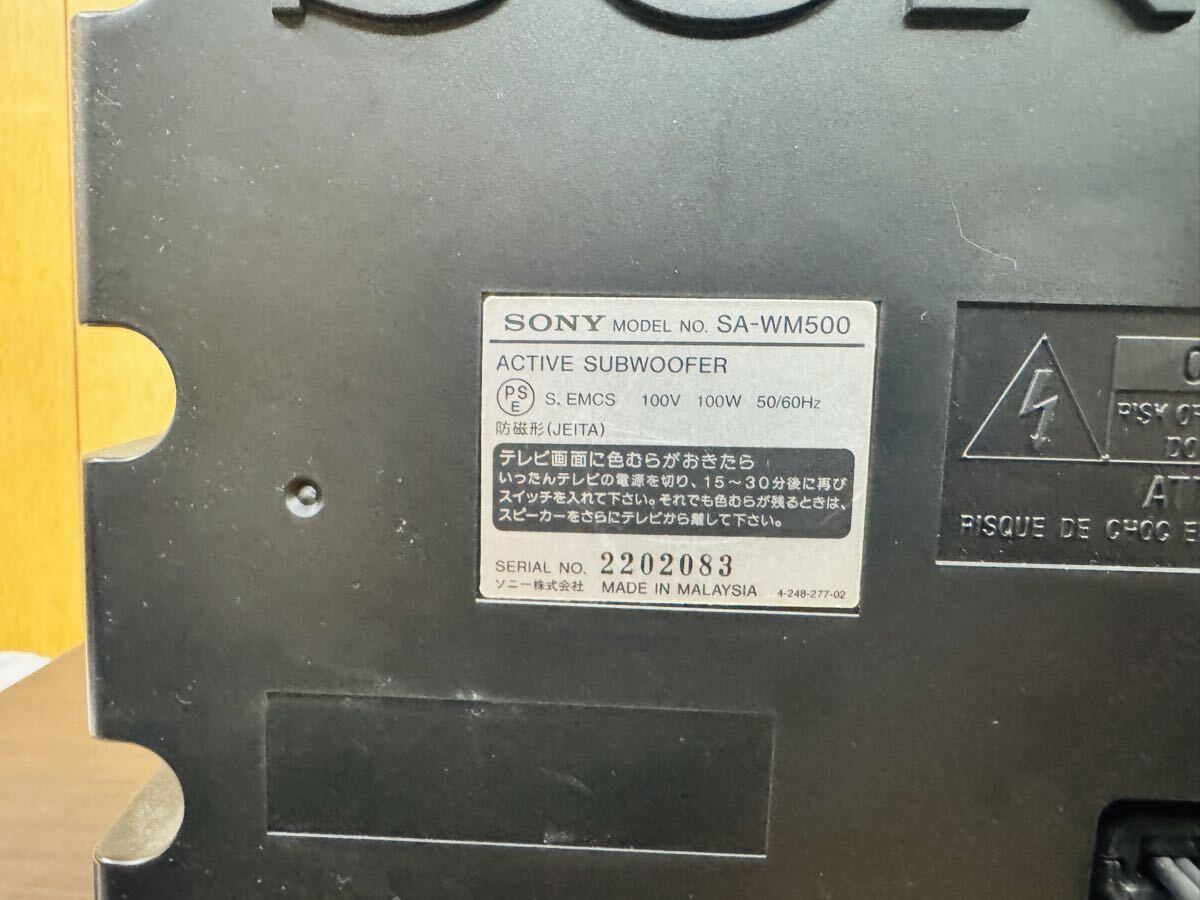 SONY MODEL NO. SA-WM500
ACTIVE SUBWOOFER
PS
E
S. EMCS 100V 100W 50/60Hz
防磁形(JEITA)
テレビ画面に色むらがおきたら
いったんテレビの電源を切り、15～30分後に再び
スイッチを入れて下さい。それでも色むらが残るときは、
スピーカーをさらにテレビから離して下さい。
SERIAL NO. 2202083
ソニー株式会社 MADE IN MALAYSIA 4-248-277-02
RISK OF
DO
ATT
RISQUE DE CHOC E